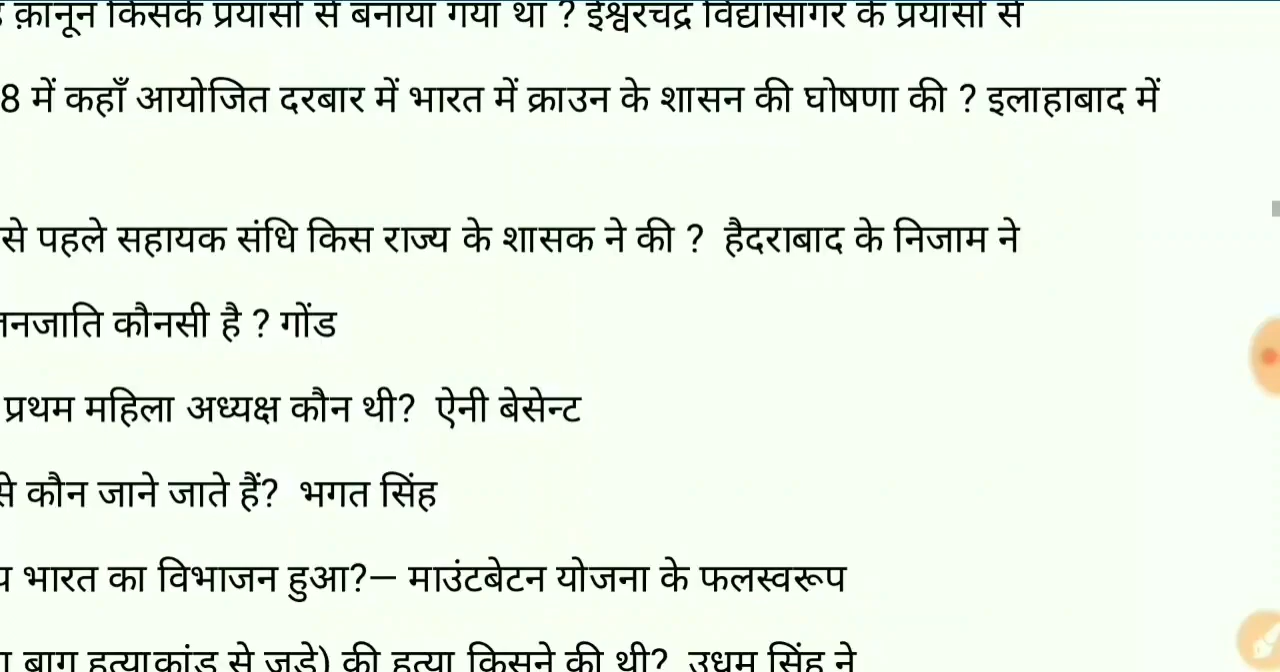 क़ानून किसके प्रयासों से बनाया गया था ? ईश्वरचंद्र विद्यासागर के प्रयासों से
8 में कहाँ आयोजित दरबार में भारत में क्राउन के शासन की घोषणा की ? इलाहाबाद में
से पहले सहायक संधि किस राज्य के शासक ने की ? हैदराबाद के निजाम ने
कौनसी है ? गोंड
प्रथम महिला अध्यक्ष कौन थी? ऐनी बेसेन्ट
से कौन जाने जाते हैं? भगत सिंह
भारत का विभाजन हुआ?– माउंटबेटन योजना के फलस्वरूप
बाग हत्याकांड से जुड़े) की हत्या किसने की थी? उधम सिंह ने